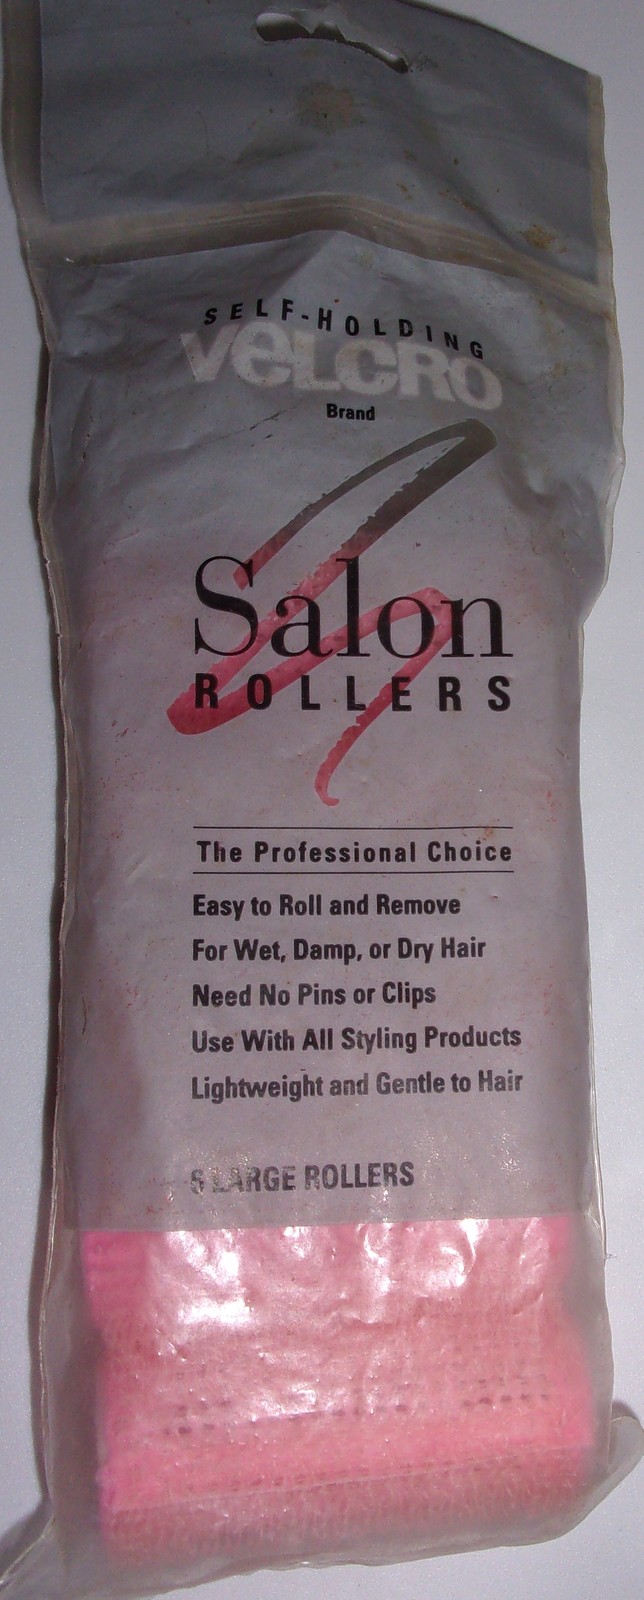 SELF-HOLDING
VELCRO
Brand
Salon
ROLLERS
The Professional Choice
Easy to Roll and Remove
For Wet, Damp, or Dry Hair
Need No Pins or Clips
Use With All Styling Products
Lightweight and Gentle to Hair
6 LARGE ROLLERS